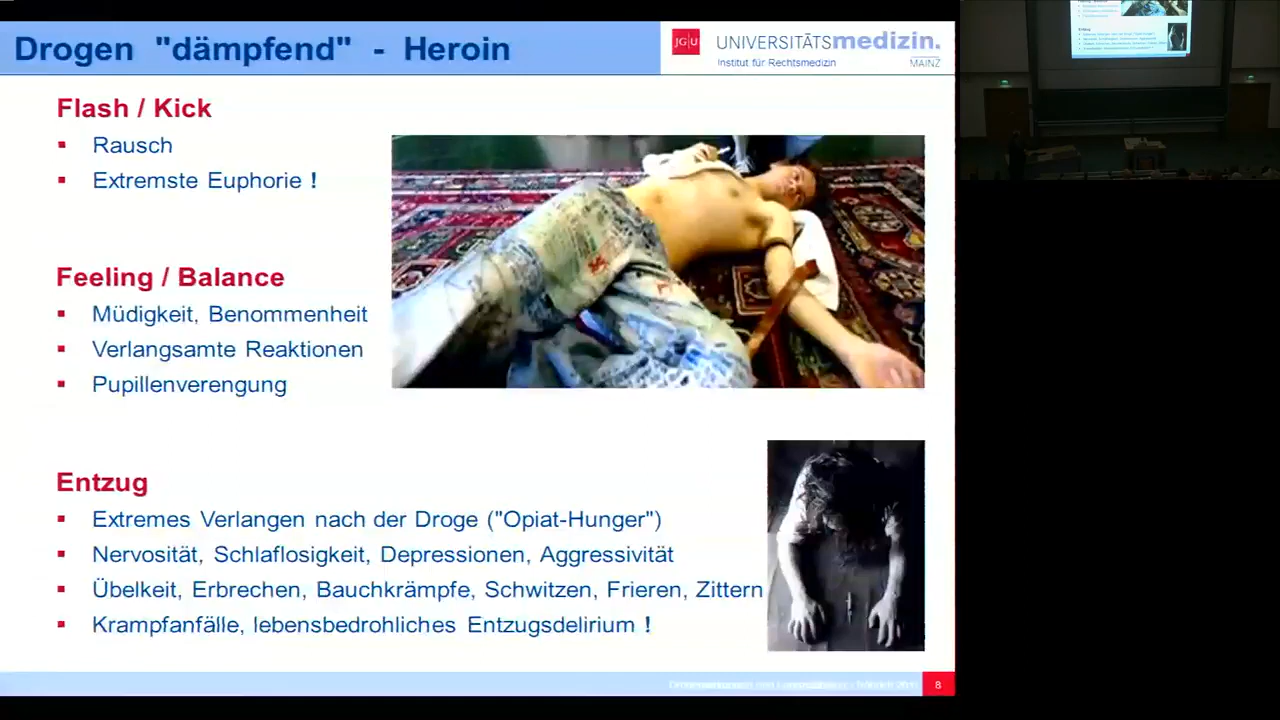 Drogen "dämpfend" - Heroin
JG|U UNIVERSITÄTSmedizin.
Institut für Rechtsmedizin MAINZ
Flash / Kick
▪ Rausch
▪ Extremste Euphorie !
Feeling / Balance
▪ Müdigkeit, Benommenheit
▪ Verlangsamte Reaktionen
▪ Pupillenverengung
Entzug
▪ Extremes Verlangen nach der Droge ("Opiat-Hunger")
▪ Nervosität, Schlaflosigkeit, Depressionen, Aggressivität
▪ Übelkeit, Erbrechen, Bauchkrämpfe, Schwitzen, Frieren, Zittern
▪ Krampfanfälle, lebensbedrohliches Entzugsdelirium !
8